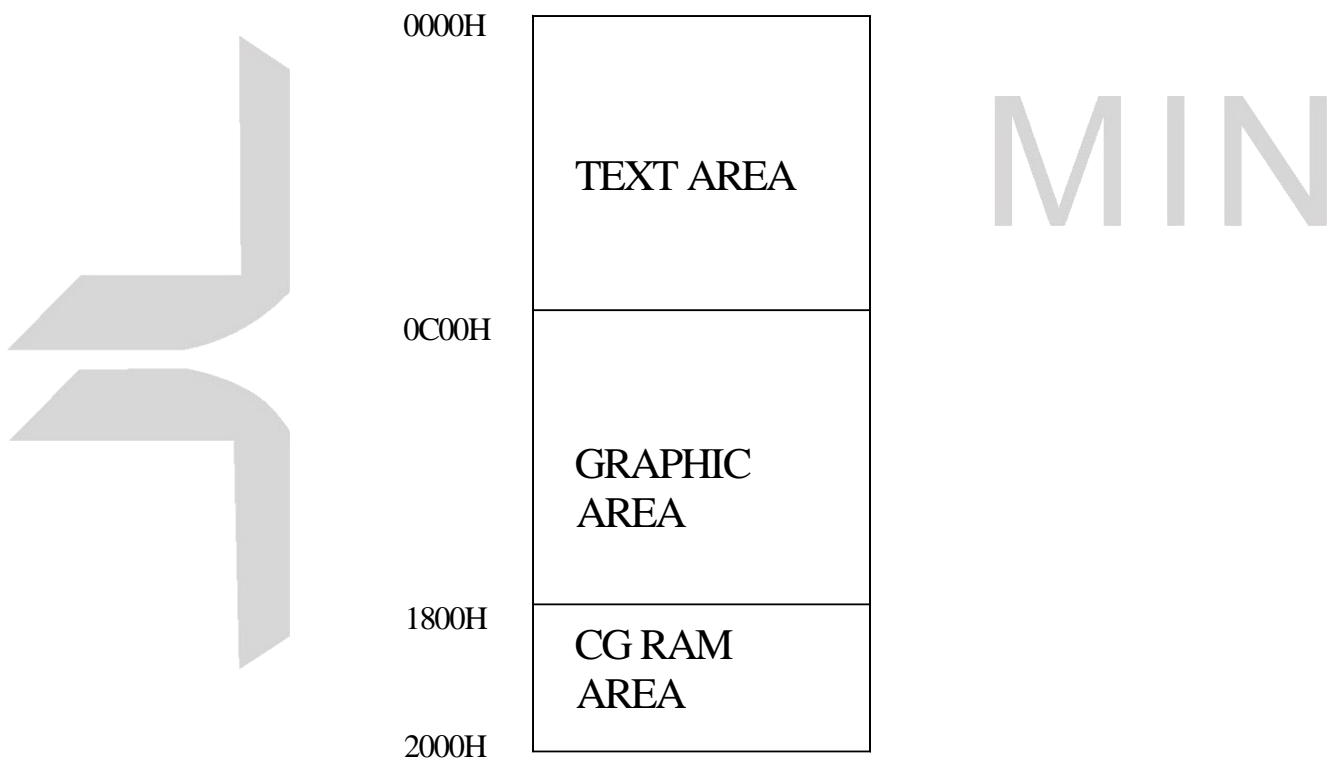 0000H
MIN
TEXT AREA
0C00H
GRAPHIC
AREA
1800H
CG RAM
AREA
2000H